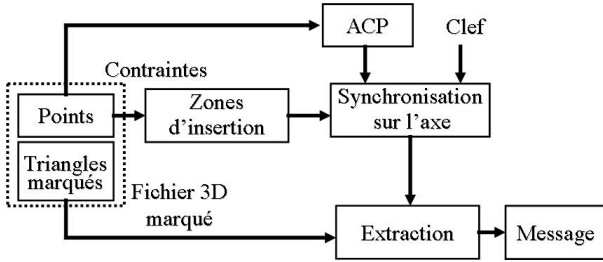 ACP
Clef
Contraintes
Points
Zones
d'insertion
Synchronisation
sur l'axe
Triangles
marqués
Fichier 3D
marqué
Extraction
Message